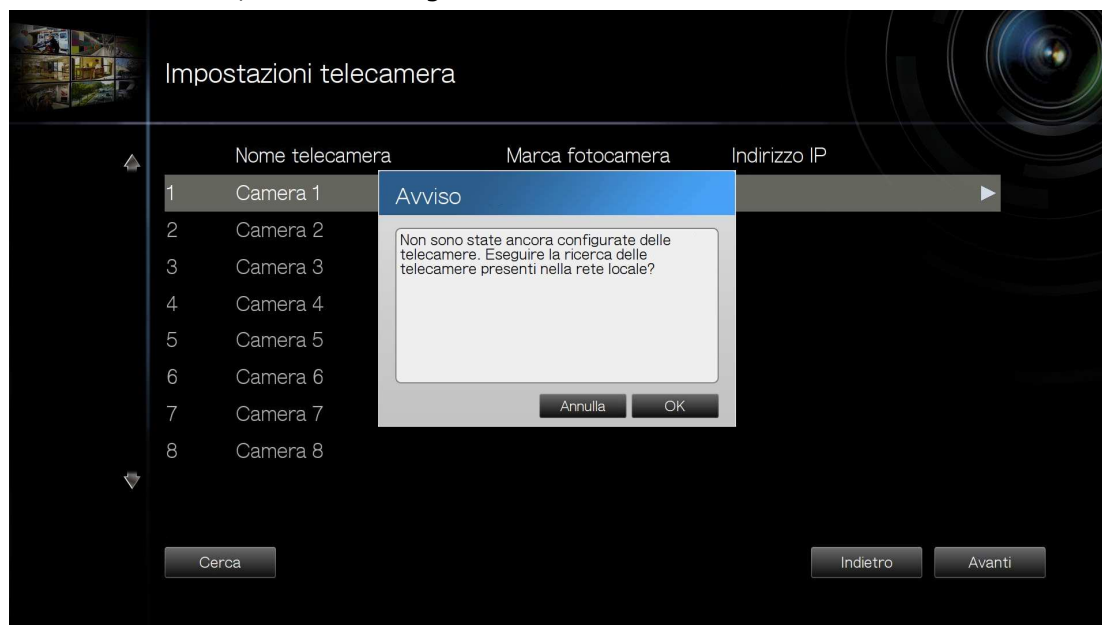 Impostazioni telecamera
Nome telecamera Marca fotocamera Indirizzo IP
1 Camera 1
2 Camera 2
3 Camera 3
4 Camera 4
5 Camera 5
6 Camera 6
7 Camera 7
8 Camera 8
Avviso
Non sono state ancora configurate delle
telecamere. Eseguire la ricerca delle
telecamere presenti nella rete locale?
Annulla OK
Cerca Indietro Avanti